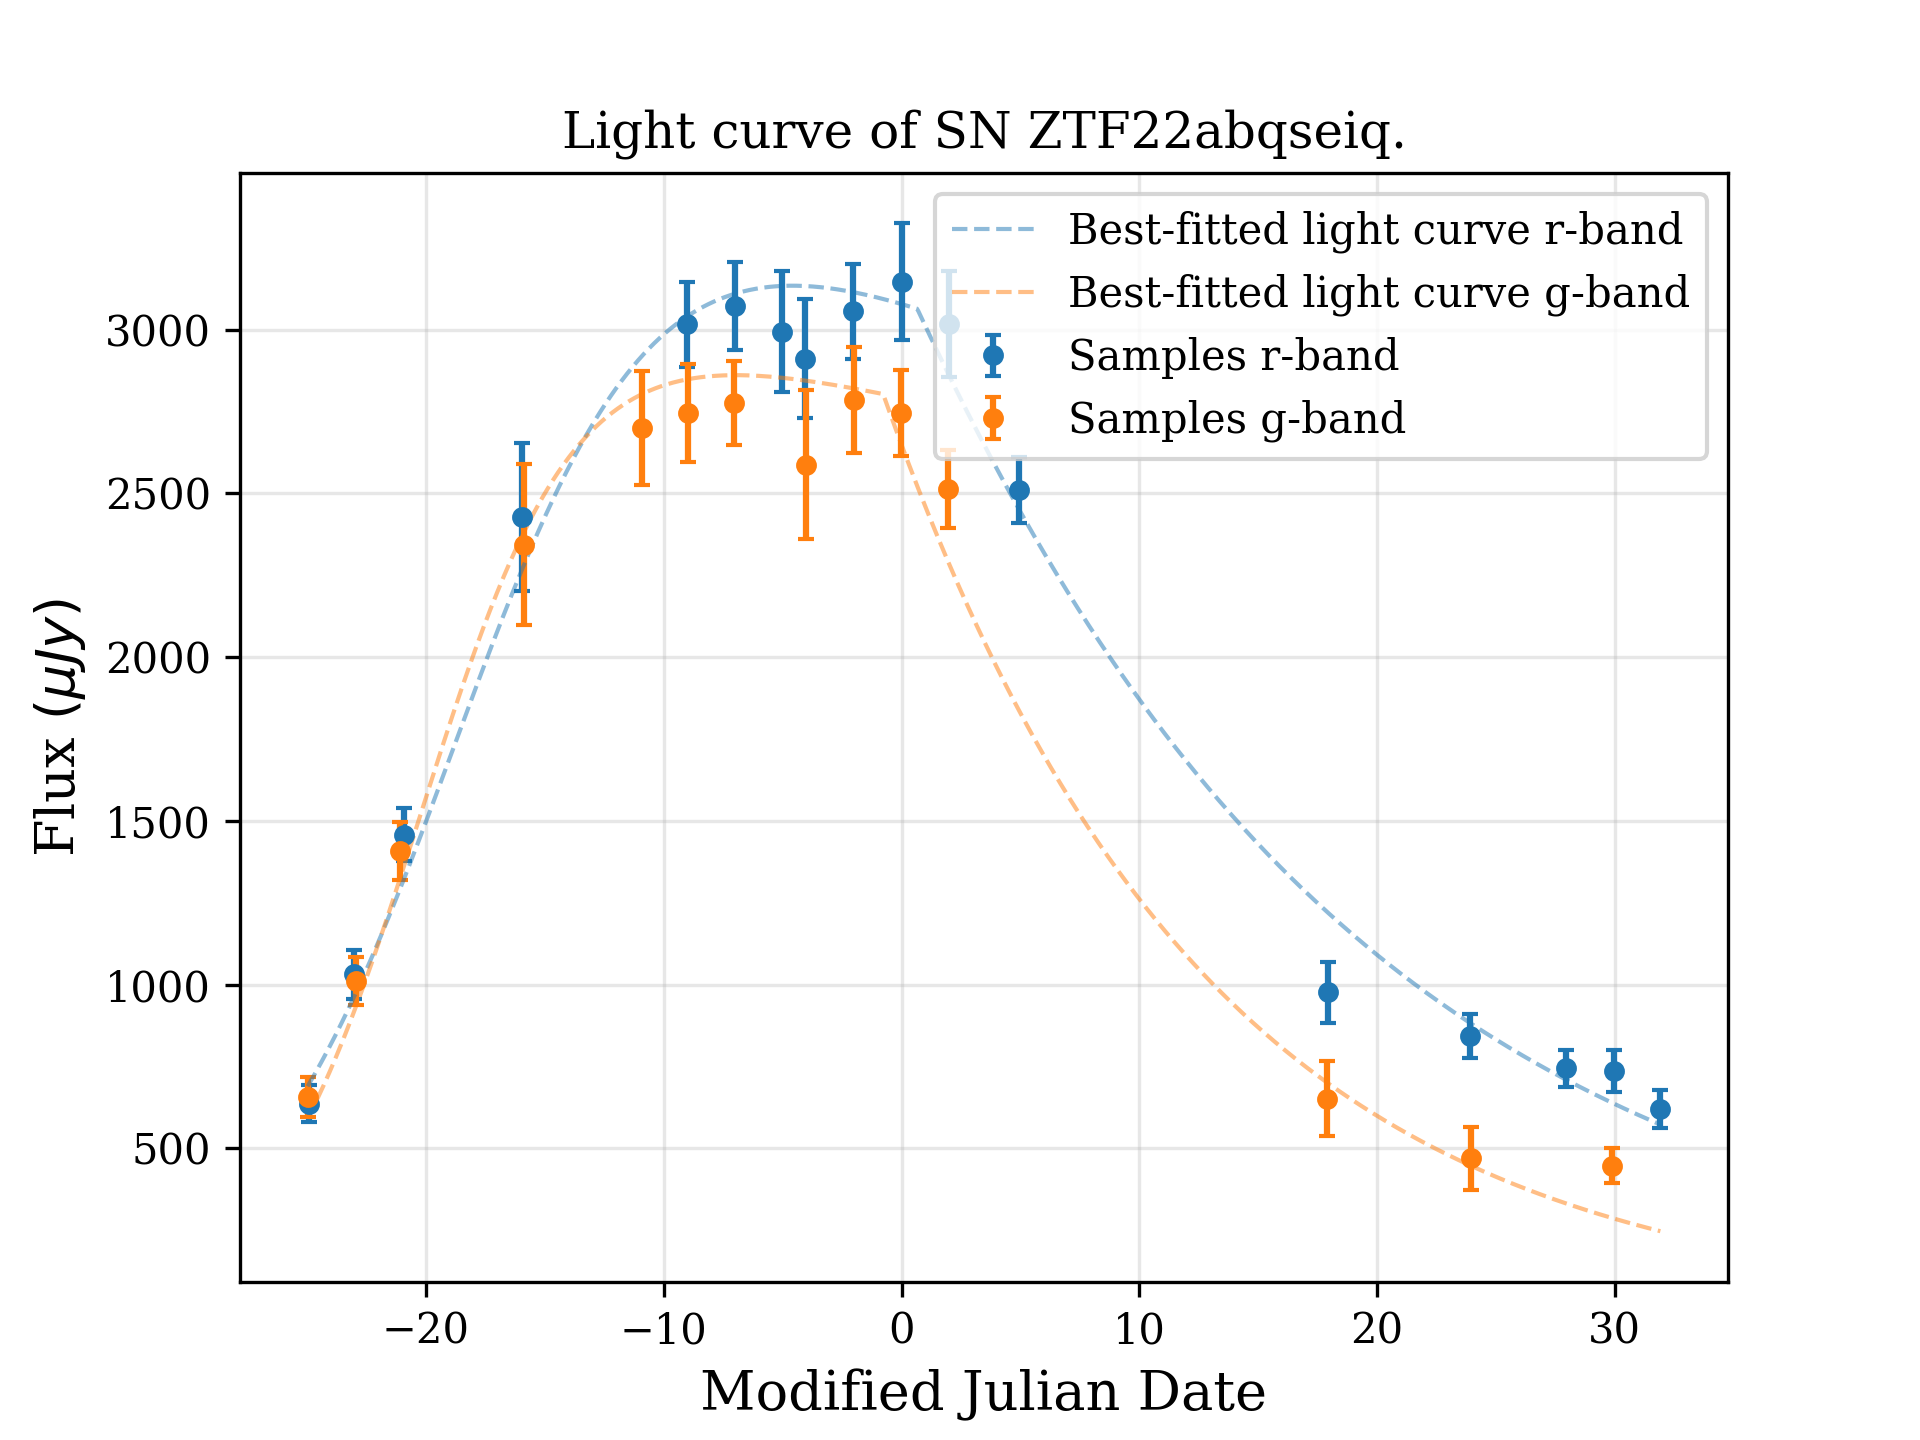 Light curve of SN ZTF22abqseiq.
Best-fitted light curve r-band
Best-fitted light curve g-band
Samples r-band
Samples g-band
Flux (μJy)
3000
2500
2000
1500
1000
500
−20
−10
0
10
20
30
Modified Julian Date